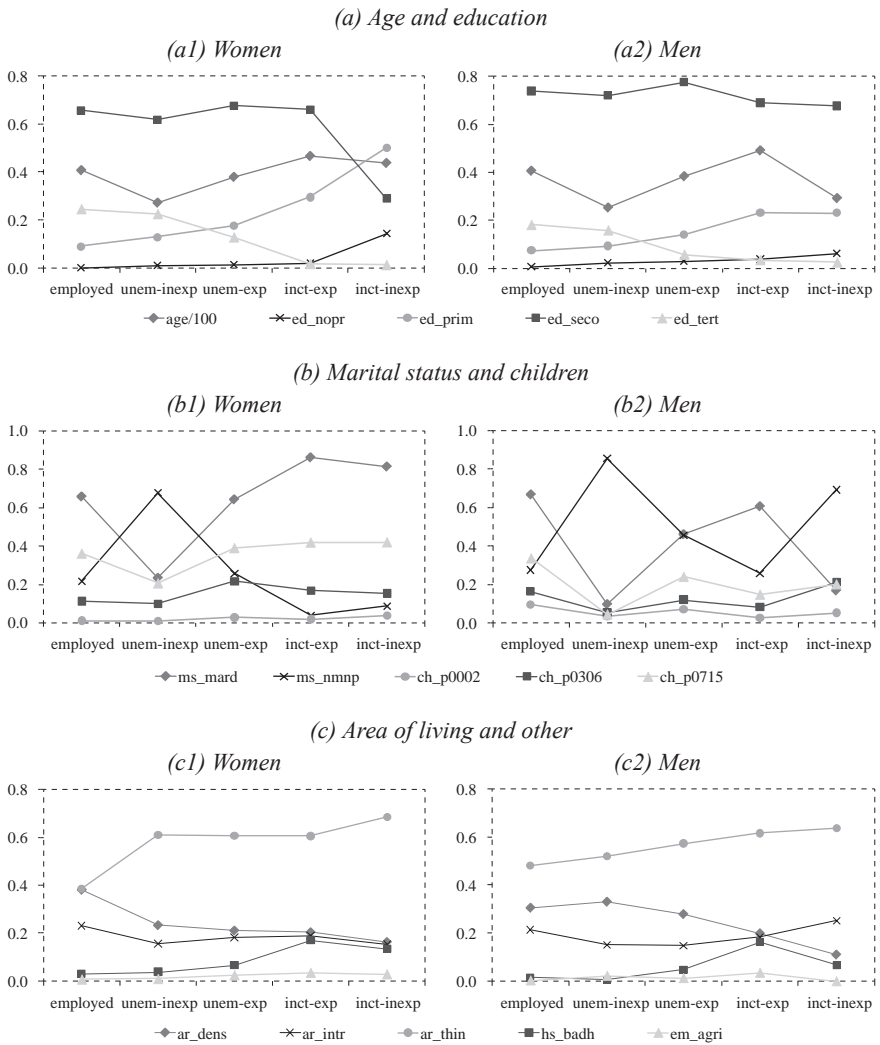 (a) Age and education
(a1) Women
(a2) Men
0.8
0.6
0.4
0.2
0.0
employed unem-inexp unem-exp inct-exp inct-inexp
0.8
0.6
0.4
0.2
0.0
employed unem-inexp unem-exp inct-exp inct-inexp
age/100 ed_nopr ed_prim ed_seco ed_tert
(b) Marital status and children
(b1) Women
(b2) Men
1.0
0.8
0.6
0.4
0.2
0.0
employed unem-inexp unem-exp inct-exp inct-inexp
1.0
0.8
0.6
0.4
0.2
0.0
employed unem-inexp unem-exp inct-exp inct-inexp
ms_mard ms_nmnp ch_p0002 ch_p0306 ch_p0715
(c) Area of living and other
(c1) Women
(c2) Men
0.8
0.6
0.4
0.2
0.0
employed unem-inexp unem-exp inct-exp inct-inexp
0.8
0.6
0.4
0.2
0.0
employed unem-inexp unem-exp inct-exp inct-inexp
ar_dens ar_intr ar_thin hs_badh em_agri